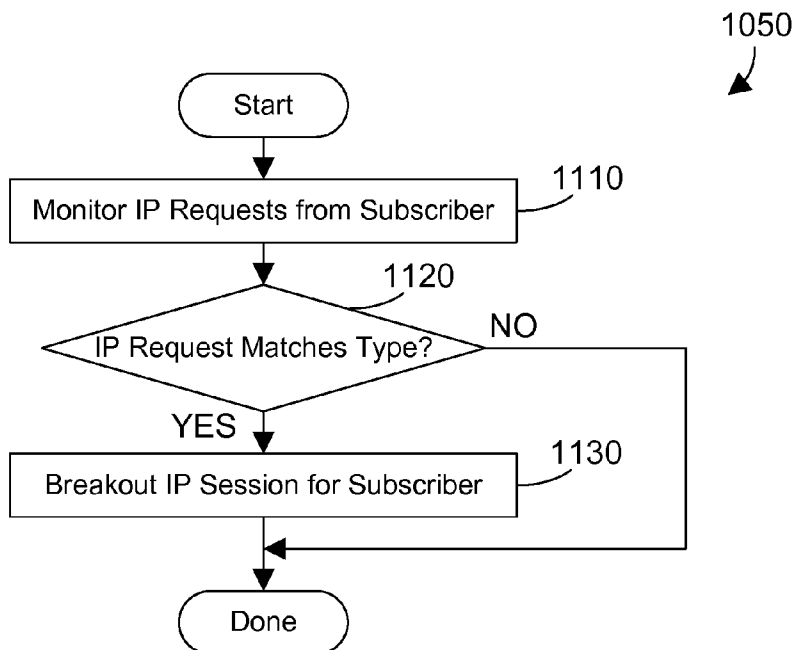 1050
Start
Monitor IP Requests from Subscriber
1110
1120
IP Request Matches Type?
NO
YES
1130
Breakout IP Session for Subscriber
Done